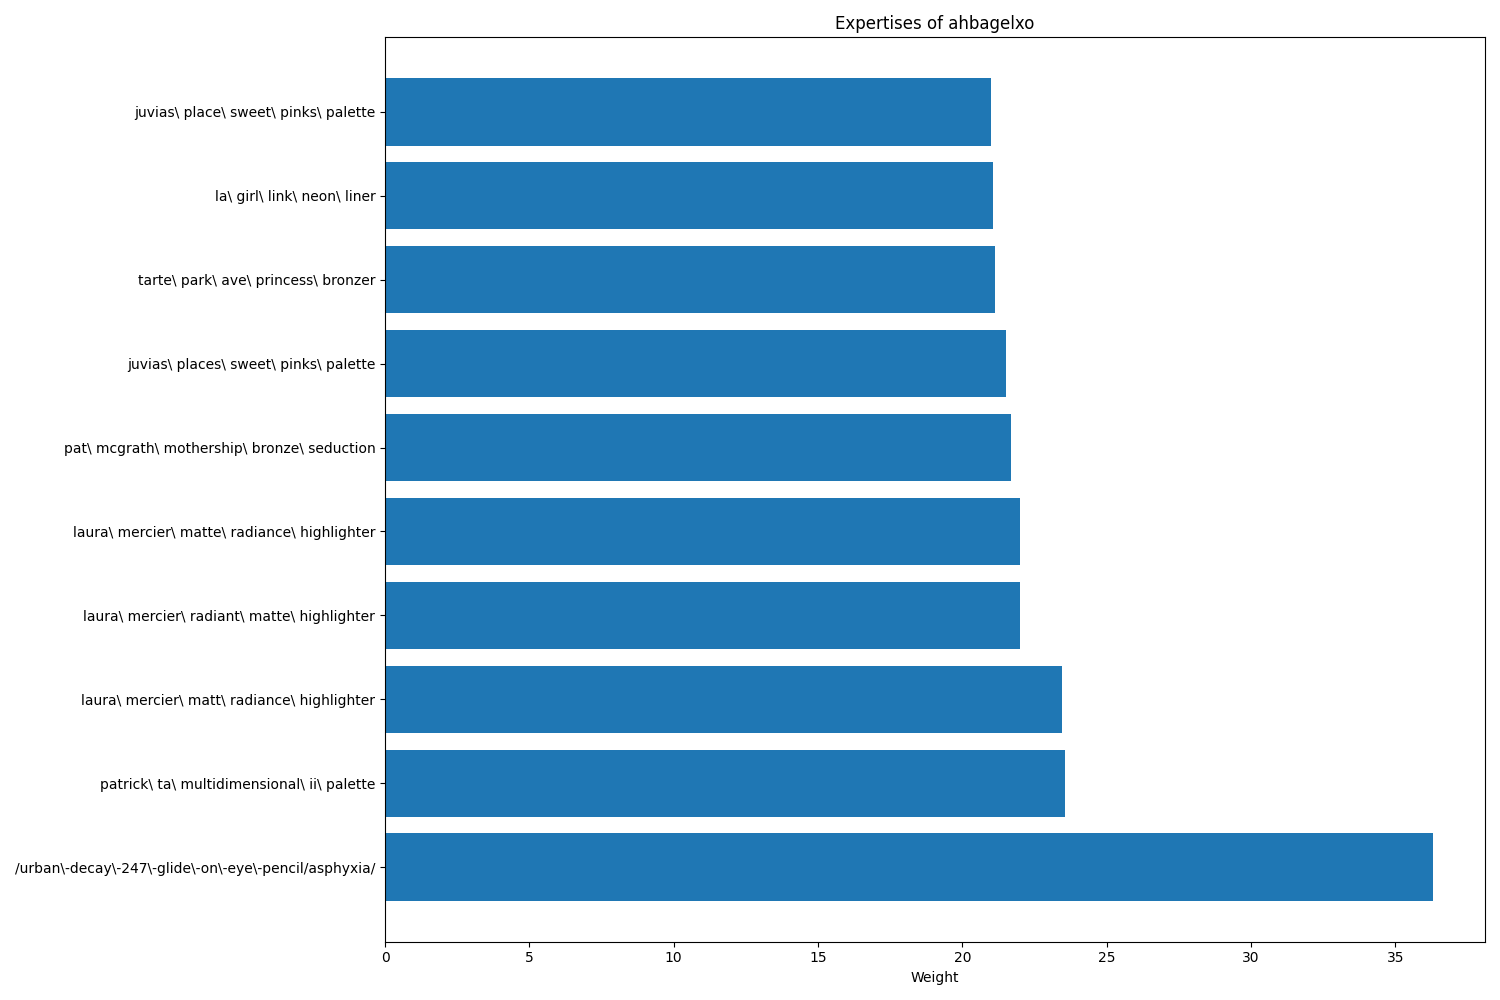 Expertises of ahbagelxo
juvias\ place\ sweet\ pinks\ palette
la\ girl\ link\ neon\ liner
tarte\ park\ ave\ princess\ bronzer
juvias\ places\ sweet\ pinks\ palette
pat\ mcgrath\ mothership\ bronze\ seduction
laura\ mercier\ matte\ radiance\ highlighter
laura\ mercier\ radiant\ matte\ highlighter
laura\ mercier\ matt\ radiance\ highlighter
patrick\ ta\ multidimensional\ ii\ palette
/urban\-decay\-247\-glide\-on\-eye\-pencil/asphyxia/
0 5 10 15 20 25 30 35
Weight